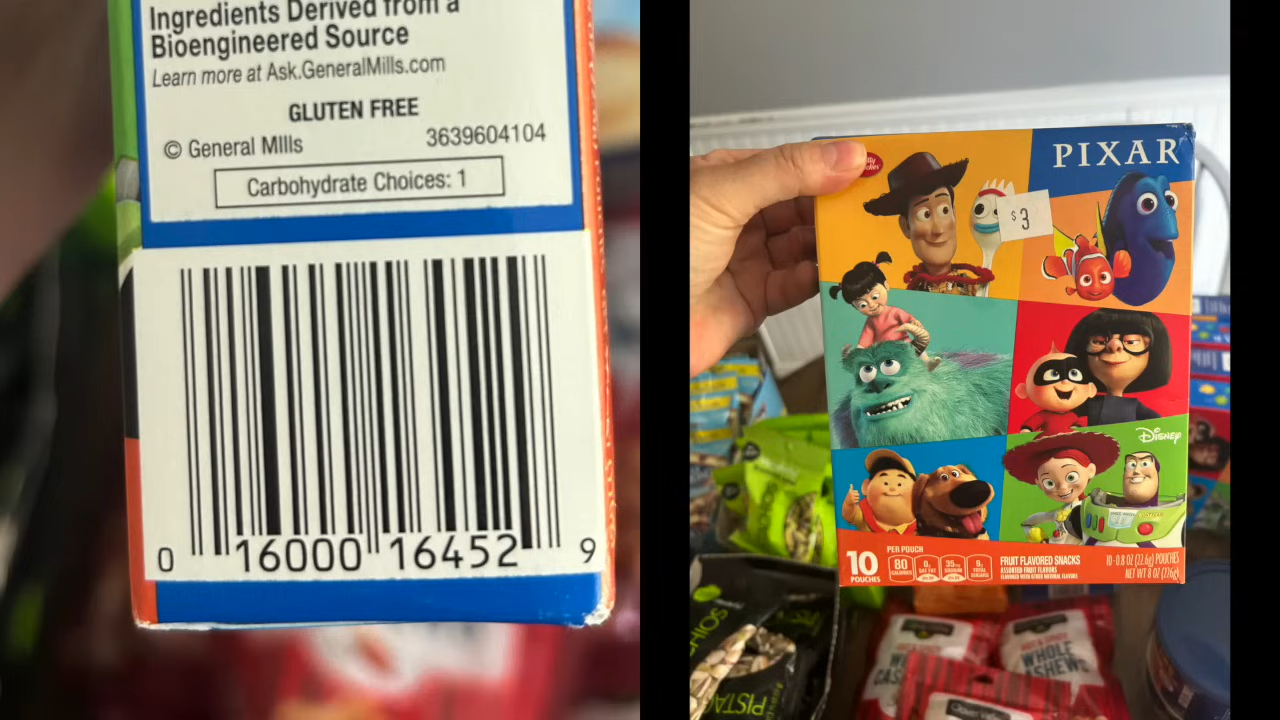 Ingredients Derived from a
Bioengineered Source
Learn more at Ask.GeneralMills.com
GLUTEN FREE
© General Mills 3639604104
Carbohydrate Choices: 1
0 16000 16452 9
PIXAR
$3
Disney
10
POUCHES
PER POUCH
80
CALORIES
0g
SAT FAT
35mg
SODIUM
9g
TOTAL
SUGARS
FRUIT FLAVORED SNACKS
ASSORTED FRUIT FLAVORS
FLAVORED WITH OTHER NATURAL FLAVORS
10 - 0.8 OZ (22.6g) POUCHES
NET WT 8 OZ (226g)
WHOLE
CASHEWS
PISTA